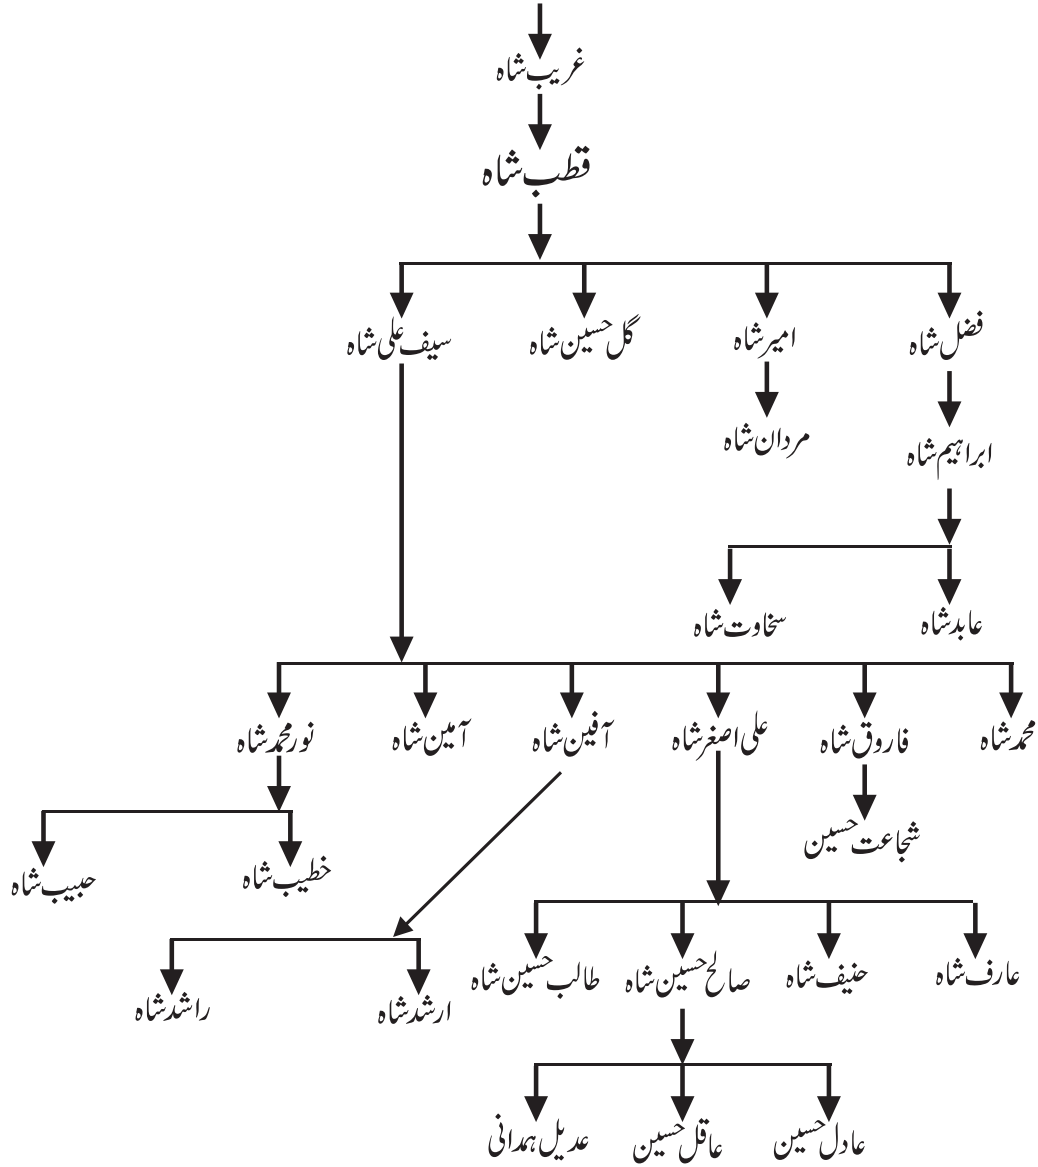 غریب شاہ
قطب شاہ
فضل شاہ امیر شاہ گل حسین شاہ سیف علی شاہ
ابراہیم شاہ مردان شاہ
عابد شاہ سخاوت شاہ
محمد شاہ فاروق شاہ علی اصغر شاہ آفین شاہ آمین شاہ نور محمد شاہ
شجاعت حسین
خطیب شاہ حبیب شاہ
عارف شاہ حنیف شاہ صالح حسین شاہ طالب حسین شاہ
ارشد شاہ راشد شاہ
عادل حسین عاقل حسین عدیل ہمدانی